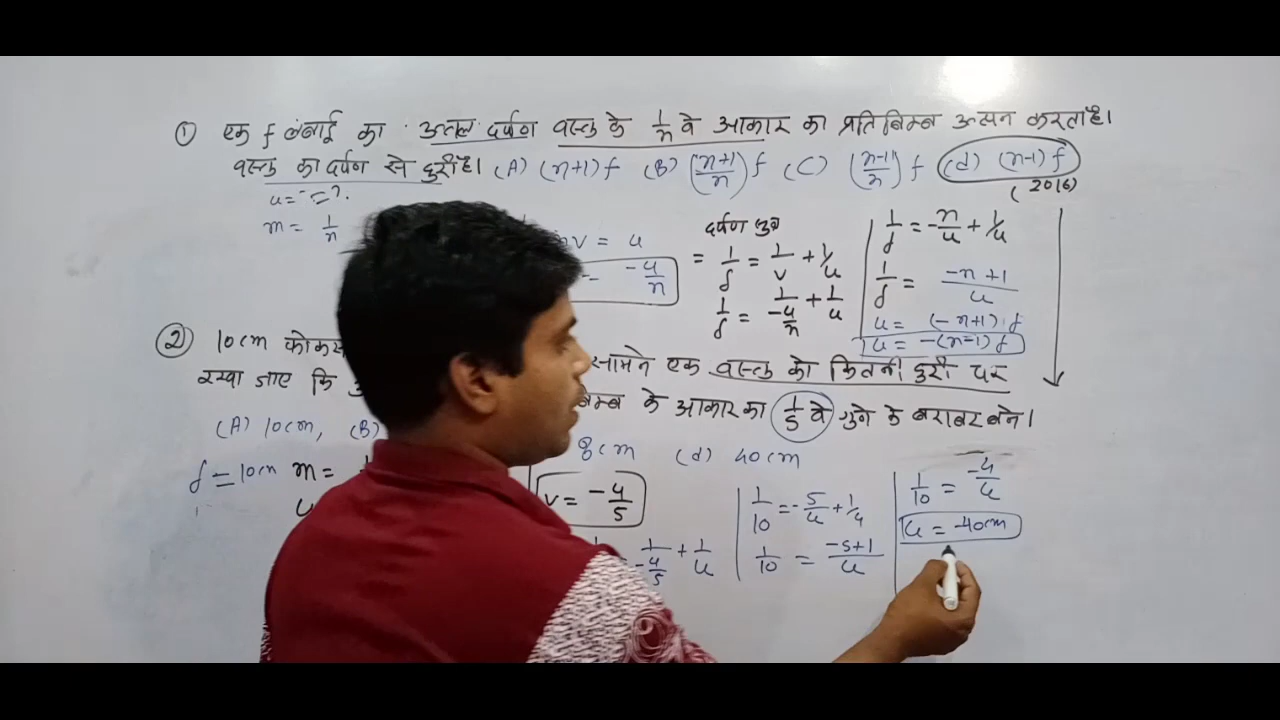 ① एक f लंबाई का उत्तल दर्पण वस्तु के 1/n वे आकार का प्रतिबिम्ब उत्पन करता है।
वस्तु का दर्पण से दुरी है। (A) (n+1) f (B) (n+1/n) f (C) (n-1/n) f (d) (n-1) f
(2016)
u = - = ?
m = 1/n
v = u
= -u/n
दर्पण सुत्र
= 1/f = 1/v + 1/u
1/f = 1/-u/n + 1/u
1/f = -n/u + 1/u
1/f = -n+1/u
u = (-n+1) f
u = -(n-1) f
② 10cm फोकस सामने एक वस्तु को कितनी दुरी पर
रखा जाए कि म्ब के आकार का 1/5 वे गुने के बराबर बने।
(A) 10cm, (B) 8cm (d) 40cm
f = 10cm m =
u
v = -u/5
1/-u/5 + 1/u
1/10 = -5/u + 1/u
1/10 = -5+1/u
1/10 = -4/u
u = -40cm